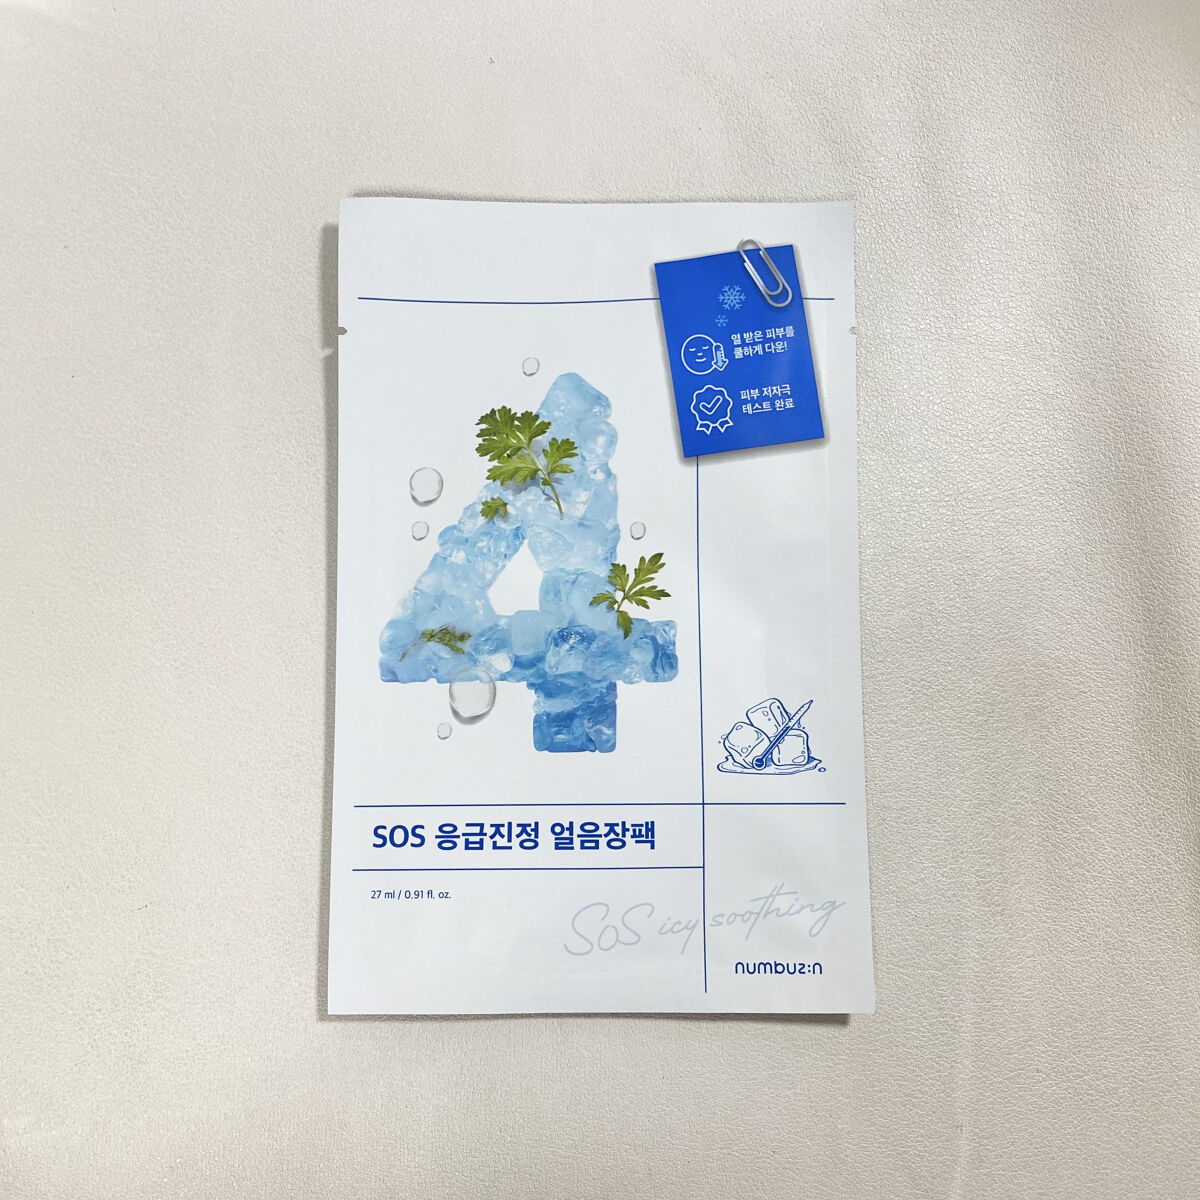 열 받은 피부를
쿨하게 다운!
피부 저자극
테스트 완료
4
SOS 응급진정 얼음장팩
27 ml / 0.91 fl. oz.
SOS icy soothing
numbuz:n